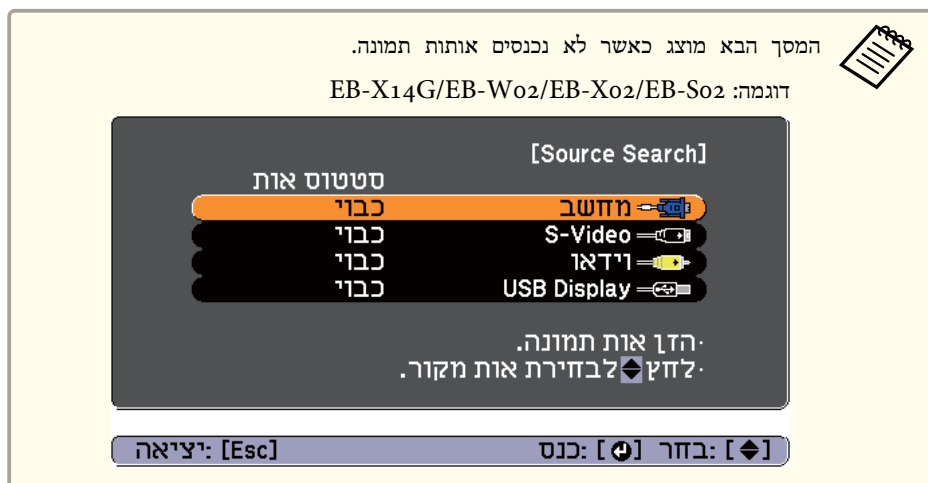 המסך הבא מוצג כאשר לא נכנסים אותות תמונה.
דוגמה: EB-X14G/EB-W02/EB-X02/EB-S02
[Source Search]
סטטוס אות
מחשב כבוי
S-Video כבוי
וידאו כבוי
USB Display כבוי
·הזן אות תמונה.
·לחץ לבחירת אות מקור.
[ ] :בחר [ ] :כנס [Esc] :יציאה